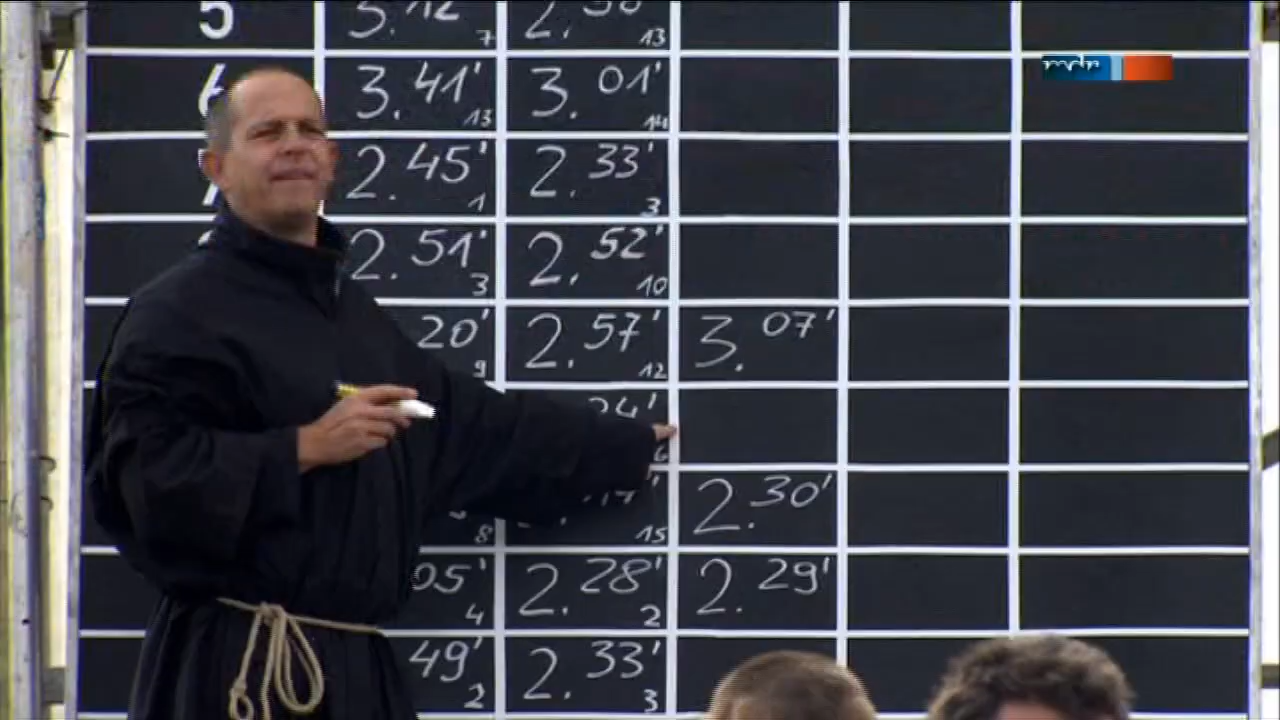 mdr
5 3.12 7 2. 13
6 3.41' 13 3.01' 14
2.45' 1 2.33' 3
2.51' 3 2.52' 10
20' 9 2.57' 12 3.07'
24' 6
8 15 2.30'
05' 4 2.28' 2 2.29'
49' 2 2.33' 3